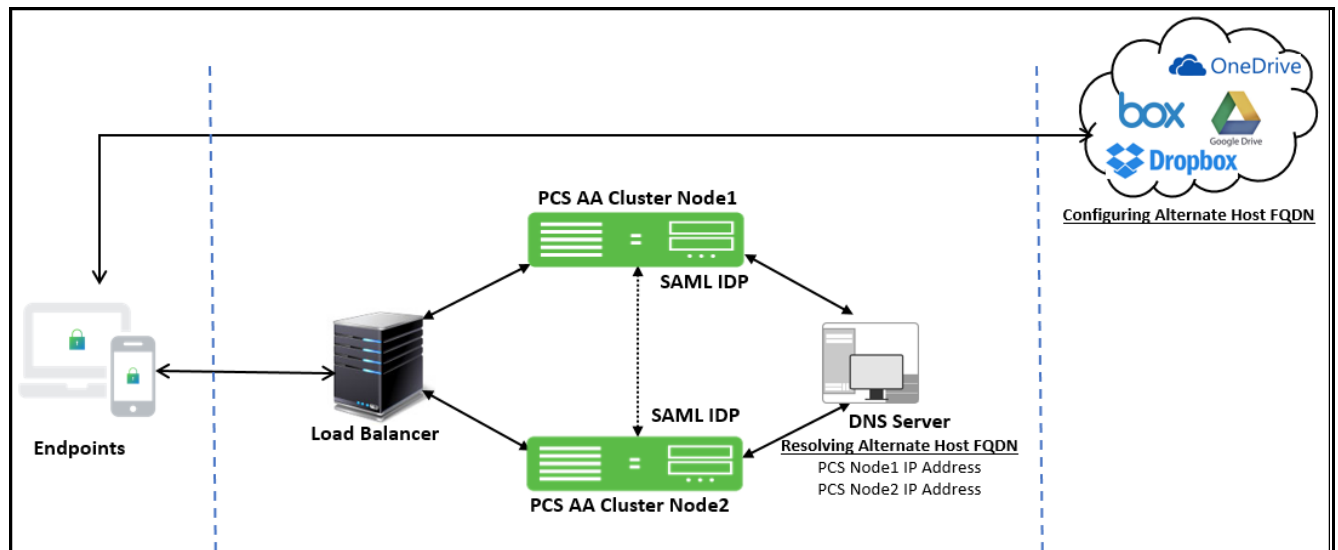 OneDrive
box
Google Drive
Dropbox
Configuring Alternate Host FQDN
PCS AA Cluster Node1
SAML IDP
Endpoints
Load Balancer
SAML IDP
DNS Server
Resolving Alternate Host FQDN
PCS Node1 IP Address
PCS Node2 IP Address
PCS AA Cluster Node2